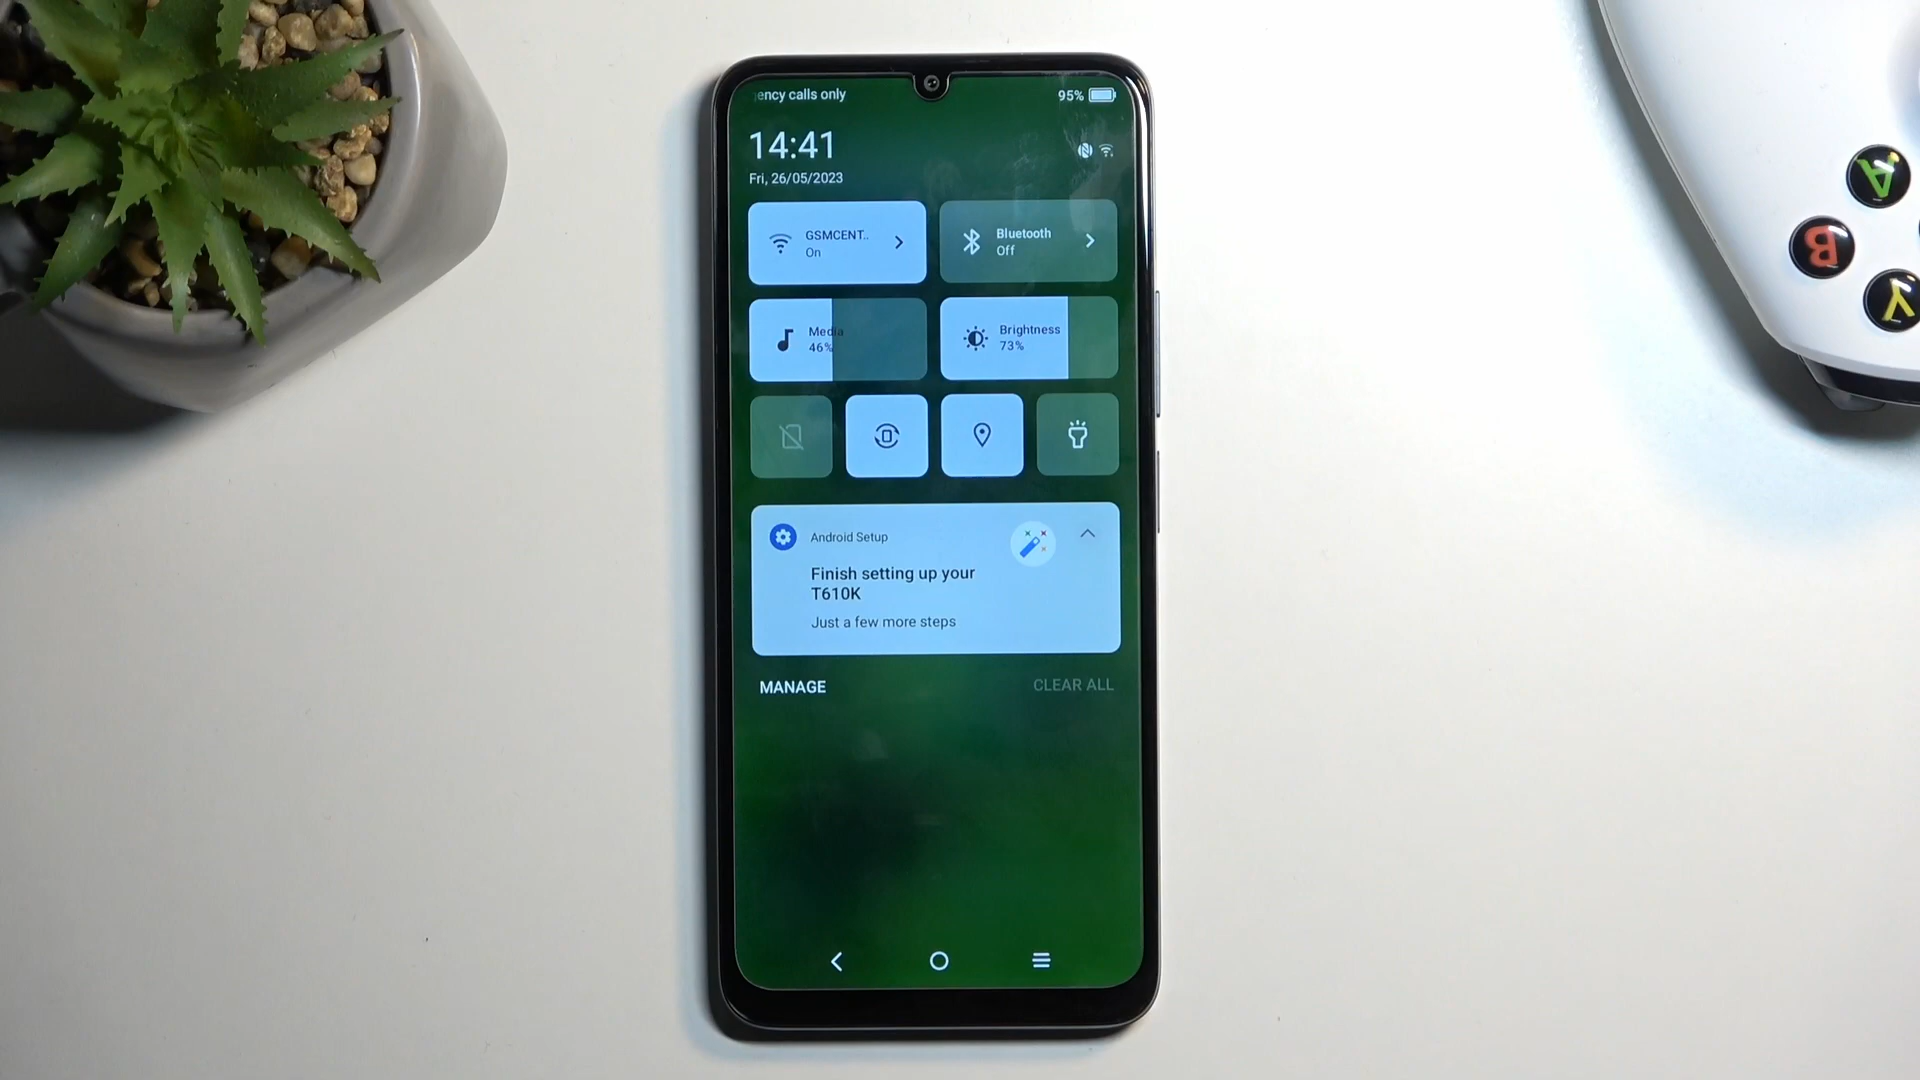 ency calls only
95%
14:41
Fri, 26/05/2023
GSMCENT..
On
Bluetooth
Off
Media
46%
Brightness
73%
Android Setup
Finish setting up your
T610K
Just a few more steps
MANAGE
CLEAR ALL
A
B
Y